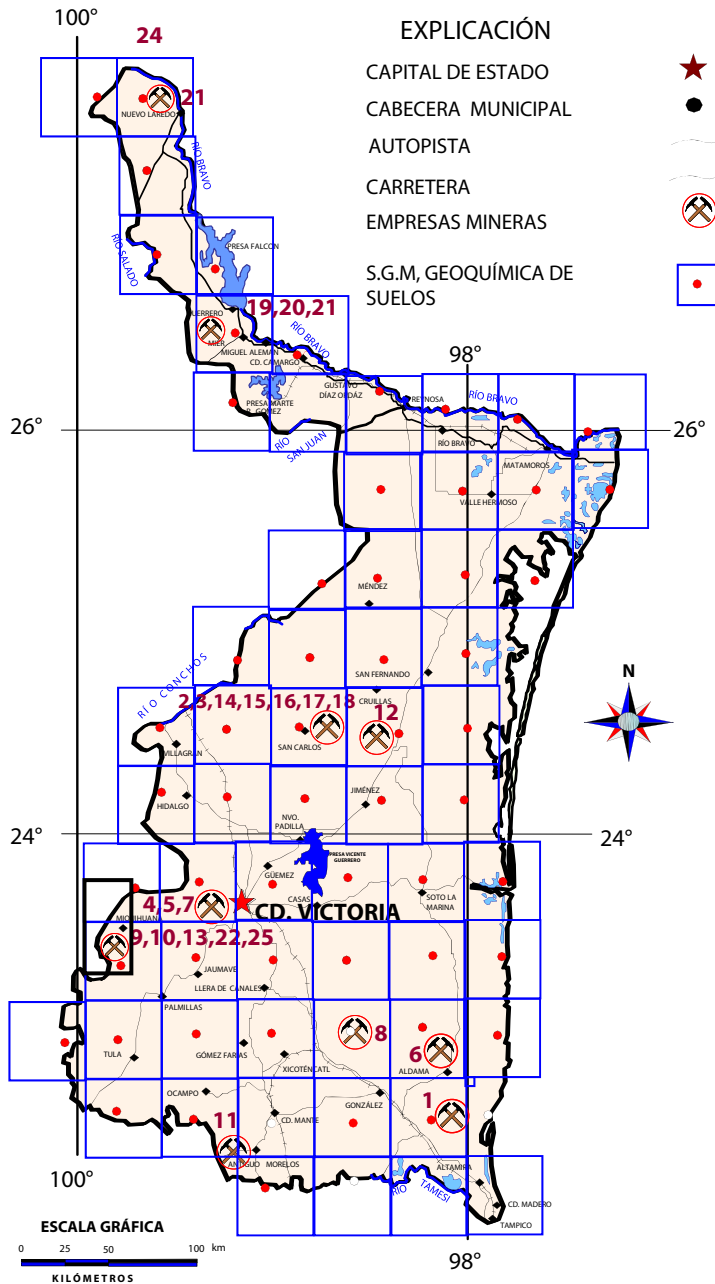 100°
24
EXPLICACIÓN
CAPITAL DE ESTADO
CABECERA MUNICIPAL
AUTOPISTA
CARRETERA
EMPRESAS MINERAS
S.G.M, GEOQUÍMICA DE
SUELOS
21
NUEVO LAREDO
RÍO BRAVO
RÍO SALADO
PRESA FALCON
19,20,21
UERRERO
MIER
RÍO BRAVO
MIGUEL ALEMAN
CD. CAMARGO
98°
GUSTAVO
DÍAZ ORDÁZ
PRESA MARTE
R. GOMEZ
REYNOSA
RÍO BRAVO
26°
26°
RÍO
SAN JUAN
RÍO BRAVO
MATAMOROS
VALLE HERMOSO
MÉNDEZ
SAN FERNANDO
RÍO CONCHOS
N
2,3,14,15,16,17,18
12
CRUILLAS
SAN CARLOS
VILLAGRAN
HIDALGO
JIMÉNEZ
NVO.
PADILLA
24°
24°
PRESA VICENTE
GUERRERO
GÜEMEZ
CASAS
SOTO LA
MARINA
4,5,7
CD. VICTORIA
MIQUIHUANA
9,10,13,22,25
JAUMAVE
LLERA DE CANALES
PALMILLAS
8
6
TULA
GÓMEZ FARÍAS
XICOTÉNCATL
ALDAMA
OCAMPO
GONZÁLEZ
1
11
CD. MANTE
ANTIGUO MORELOS
100°
ALTAMIRA
RÍO TAMESI
CD. MADERO
TAMPICO
98°
ESCALA GRÁFICA
0 25 50 100 km
KILÓMETROS